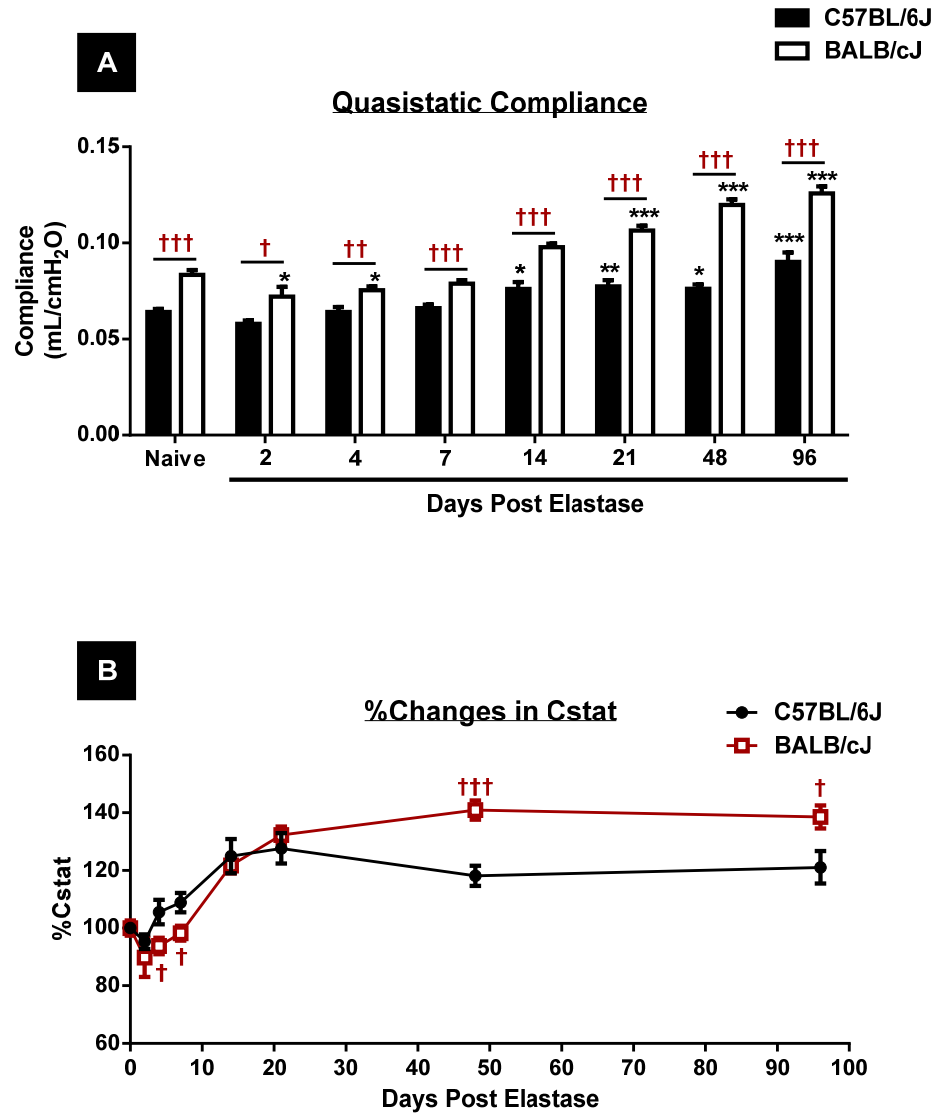 C57BL/6J
BALB/cJ
A
Quasistatic Compliance
Compliance
(mL/cmH₂O)
0.15
0.10
0.05
0.00
††† † †† ††† ††† ††† ††† †††
* * * ** *** * *** *** ***
Naive 2 4 7 14 21 48 96
Days Post Elastase
B
%Changes in Cstat
C57BL/6J
BALB/cJ
%Cstat
160
140
120
100
80
60
††† †
† †
0 10 20 30 40 50 60 70 80 90 100
Days Post Elastase